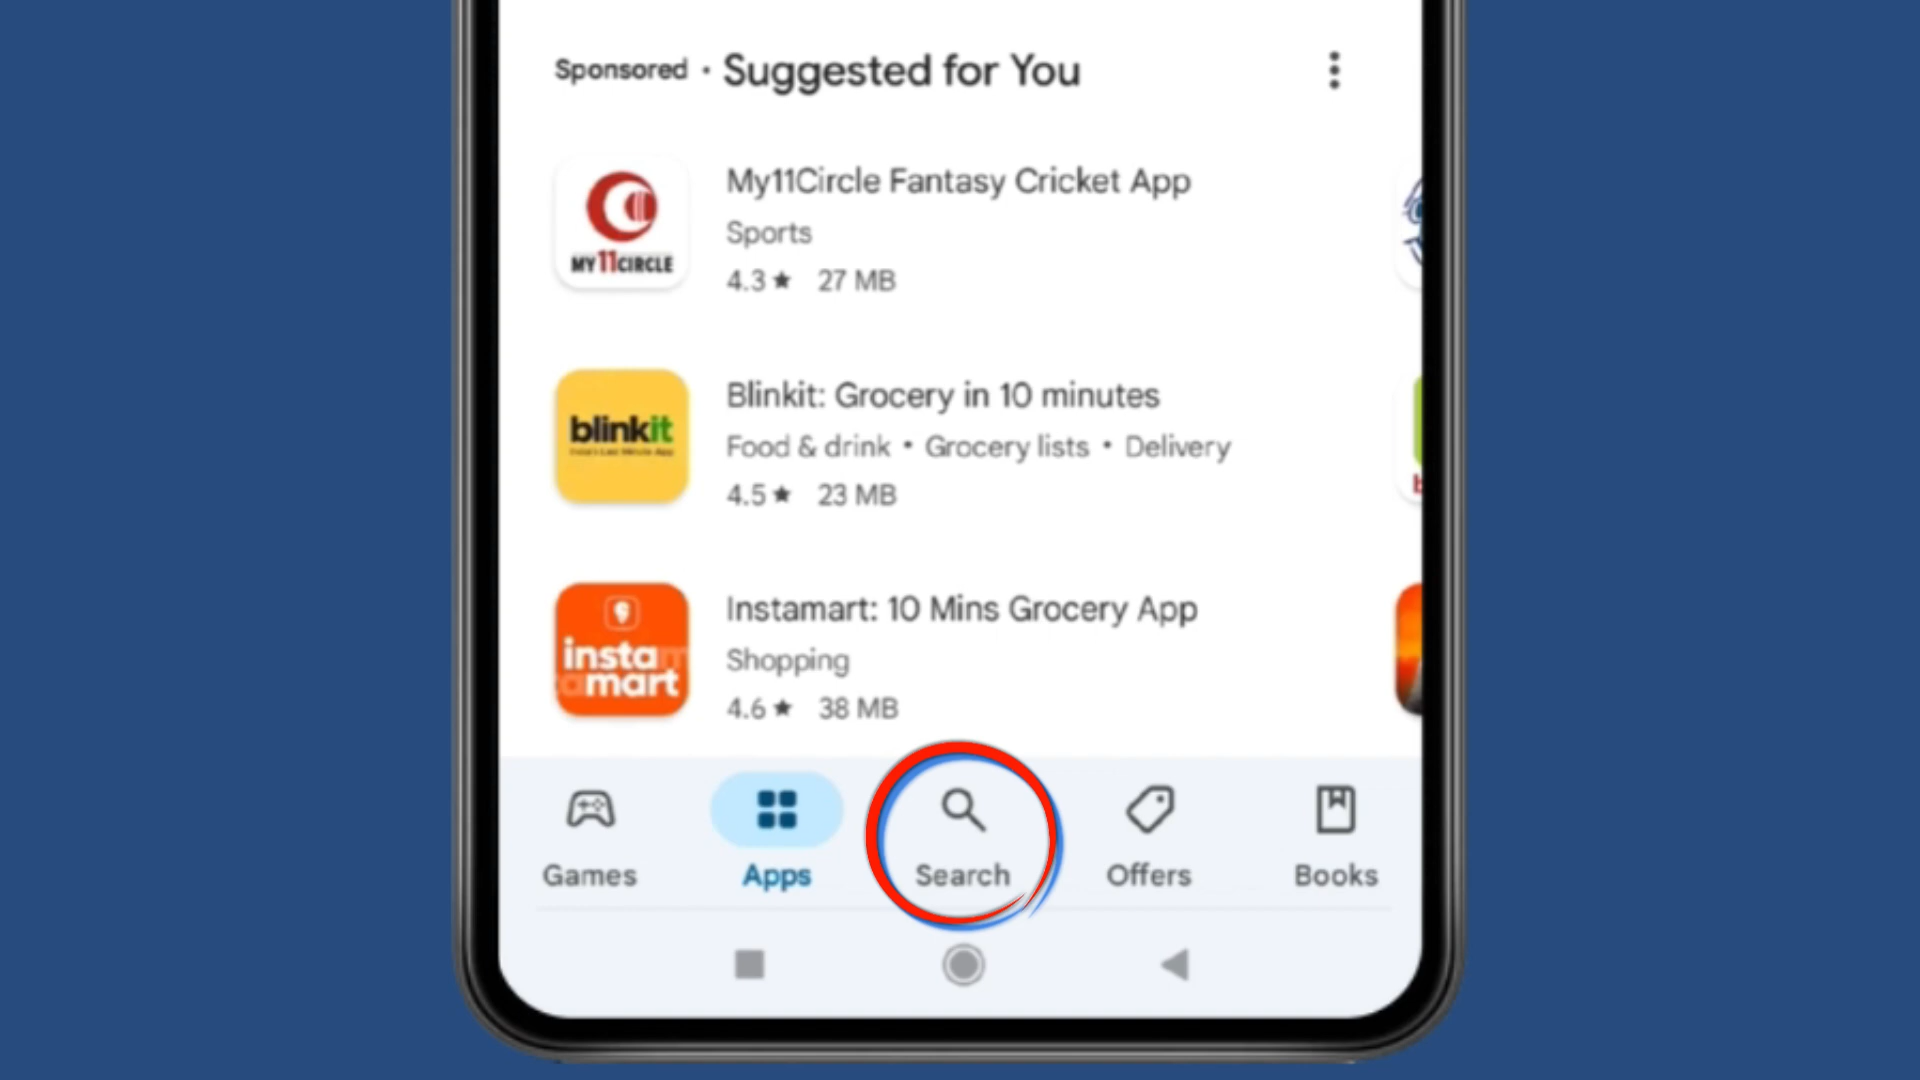 Sponsored • Suggested for You
My11Circle Fantasy Cricket App
Sports
4.3 ★ 27 MB
MY11CIRCLE
Blinkit: Grocery in 10 minutes
Food & drink • Grocery lists • Delivery
4.5 ★ 23 MB
blinkit
Instamart: 10 Mins Grocery App
Shopping
4.6 ★ 38 MB
insta
mart
Games Apps Search Offers Books